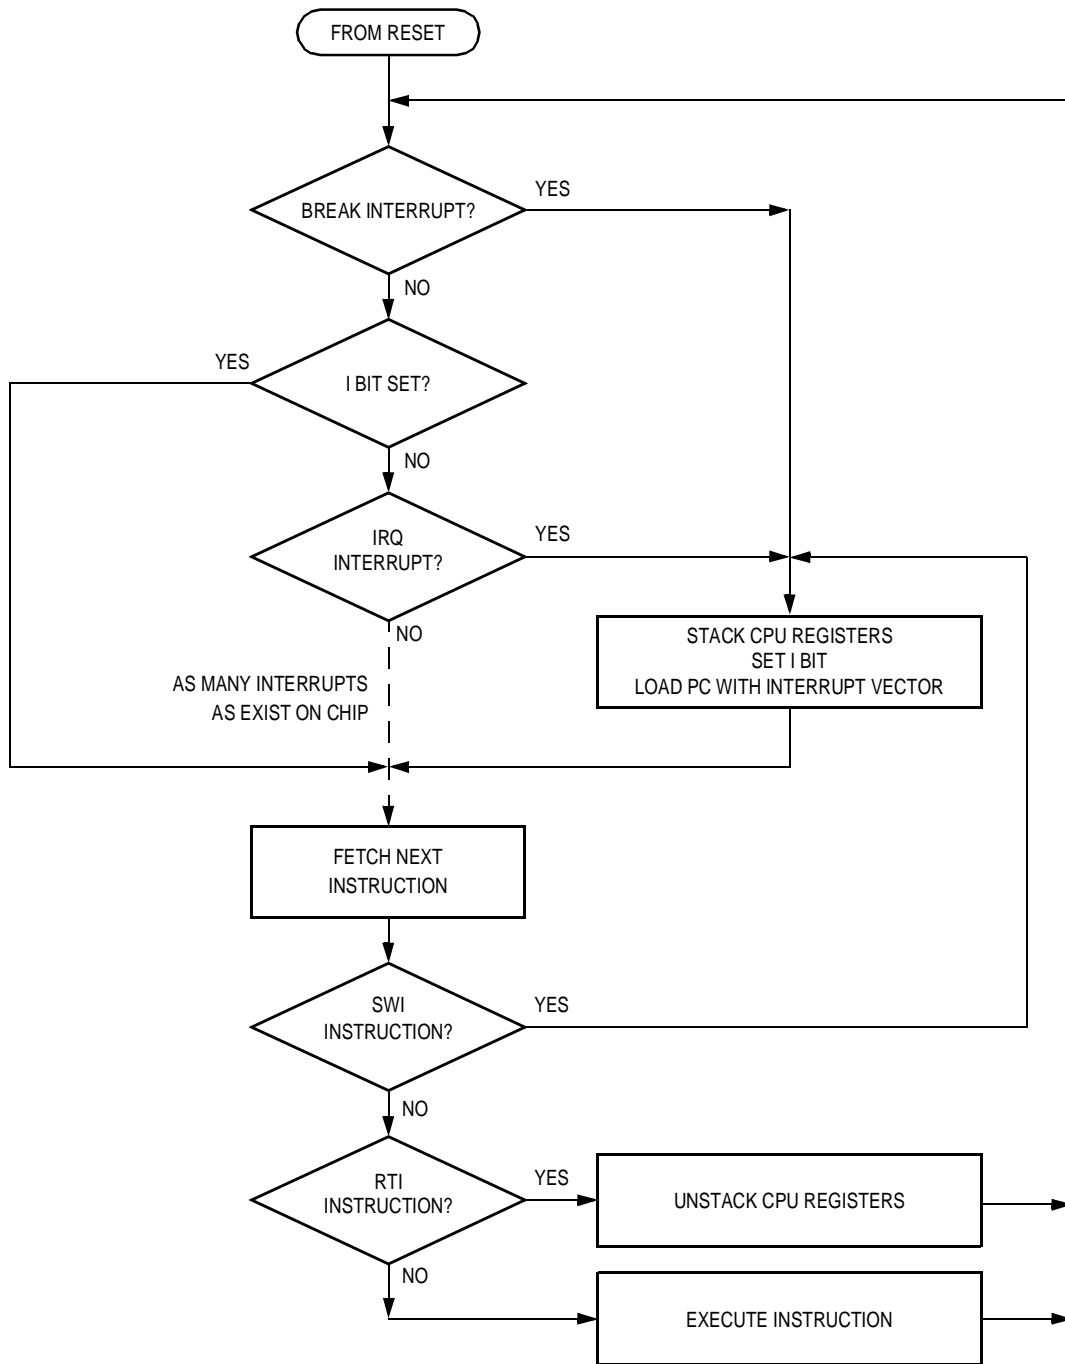 FROM RESET
BREAK INTERRUPT?
YES
NO
I BIT SET?
YES
NO
IRQ
INTERRUPT?
YES
NO
AS MANY INTERRUPTS
AS EXIST ON CHIP
STACK CPU REGISTERS
SET I BIT
LOAD PC WITH INTERRUPT VECTOR
FETCH NEXT
INSTRUCTION
SWI
INSTRUCTION?
YES
NO
RTI
INSTRUCTION?
YES
UNSTACK CPU REGISTERS
NO
EXECUTE INSTRUCTION